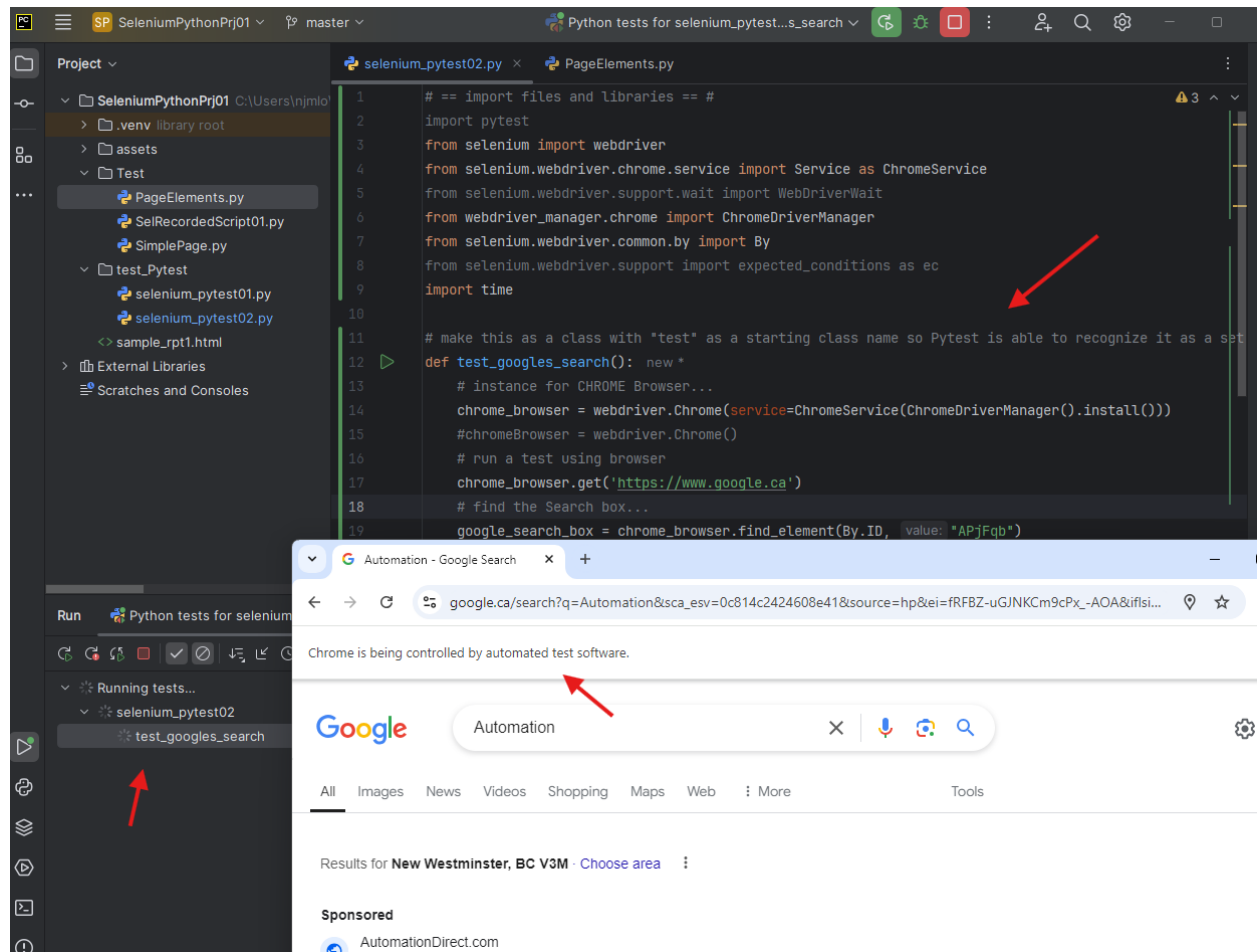 PC
SP SeleniumPythonPrj01
master
Python tests for selenium_pytest...s_search
Project
selenium_pytest02.py
PageElements.py
SeleniumPythonPrj01 C:\Users\njmlo
.venv library root
assets
Test
PageElements.py
SelRecordedScript01.py
SimplePage.py
test_Pytest
selenium_pytest01.py
selenium_pytest02.py
<> sample_rpt1.html
External Libraries
Scratches and Consoles
3
1 # == import files and libraries == #
2 import pytest
3 from selenium import webdriver
4 from selenium.webdriver.chrome.service import Service as ChromeService
5 from selenium.webdriver.support.wait import WebDriverWait
6 from webdriver_manager.chrome import ChromeDriverManager
7 from selenium.webdriver.common.by import By
8 from selenium.webdriver.support import expected_conditions as ec
9 import time
10
11 # make this as a class with "test" as a starting class name so Pytest is able to recognize it as a set
12 def test_googles_search(): new *
13 # instance for CHROME Browser...
14 chrome_browser = webdriver.Chrome(service=ChromeService(ChromeDriverManager().install()))
15 #chromeBrowser = webdriver.Chrome()
16 # run a test using browser
17 chrome_browser.get('https://www.google.ca')
18 # find the Search box...
19 google_search_box = chrome_browser.find_element(By.ID, value: "APjFqb")
Run
Python tests for selenium
Running tests...
selenium_pytest02
test_googles_search
Automation - Google Search
google.ca/search?q=Automation&sca_esv=0c814c2424608e41&source=hp&ei=fRFBZ-uGJNKCm9cPx_-AOA&iflsi...
Chrome is being controlled by automated test software.
Google
Automation
All Images News Videos Shopping Maps Web More Tools
Results for New Westminster, BC V3M · Choose area
Sponsored
AutomationDirect.com